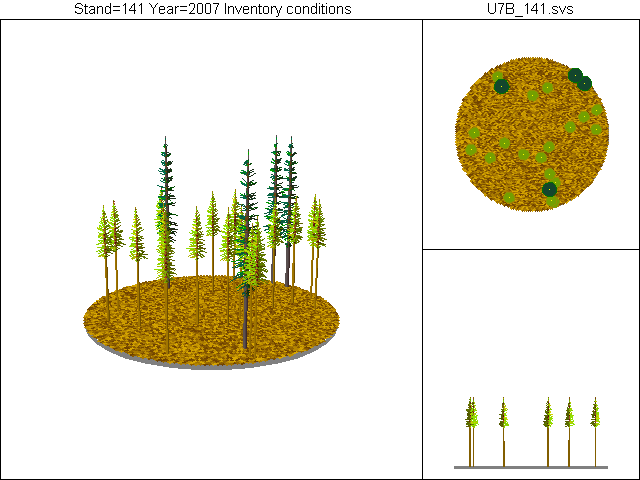 Stand=141 Year=2007 Inventory conditions
U7B_141.svs